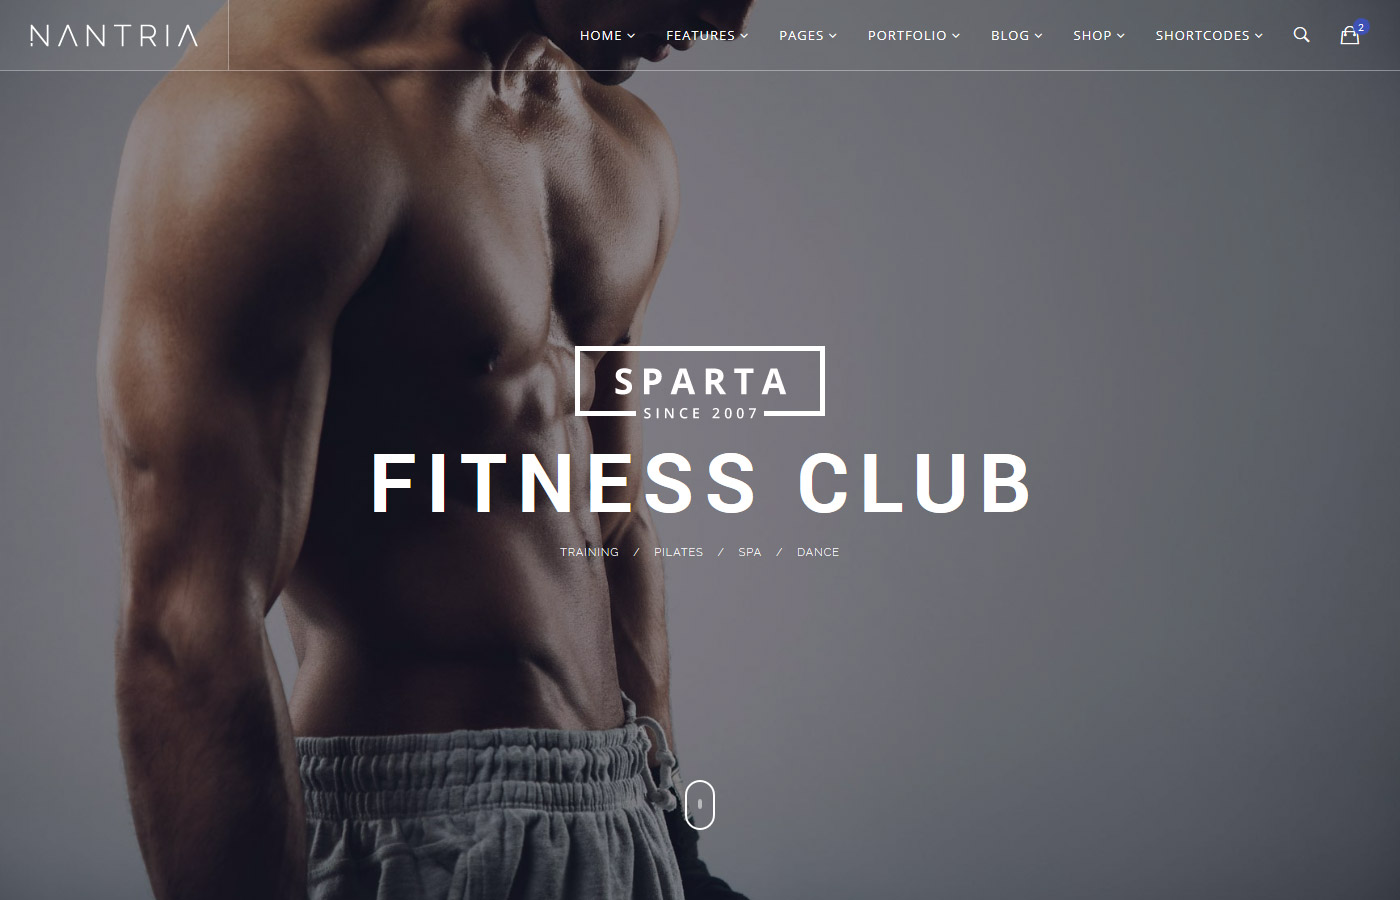 NANTRIA
HOME FEATURES PAGES PORTFOLIO BLOG SHOP SHORTCODES 2
SPARTA
SINCE 2007
FITNESS CLUB
TRAINING / PILATES / SPA / DANCE